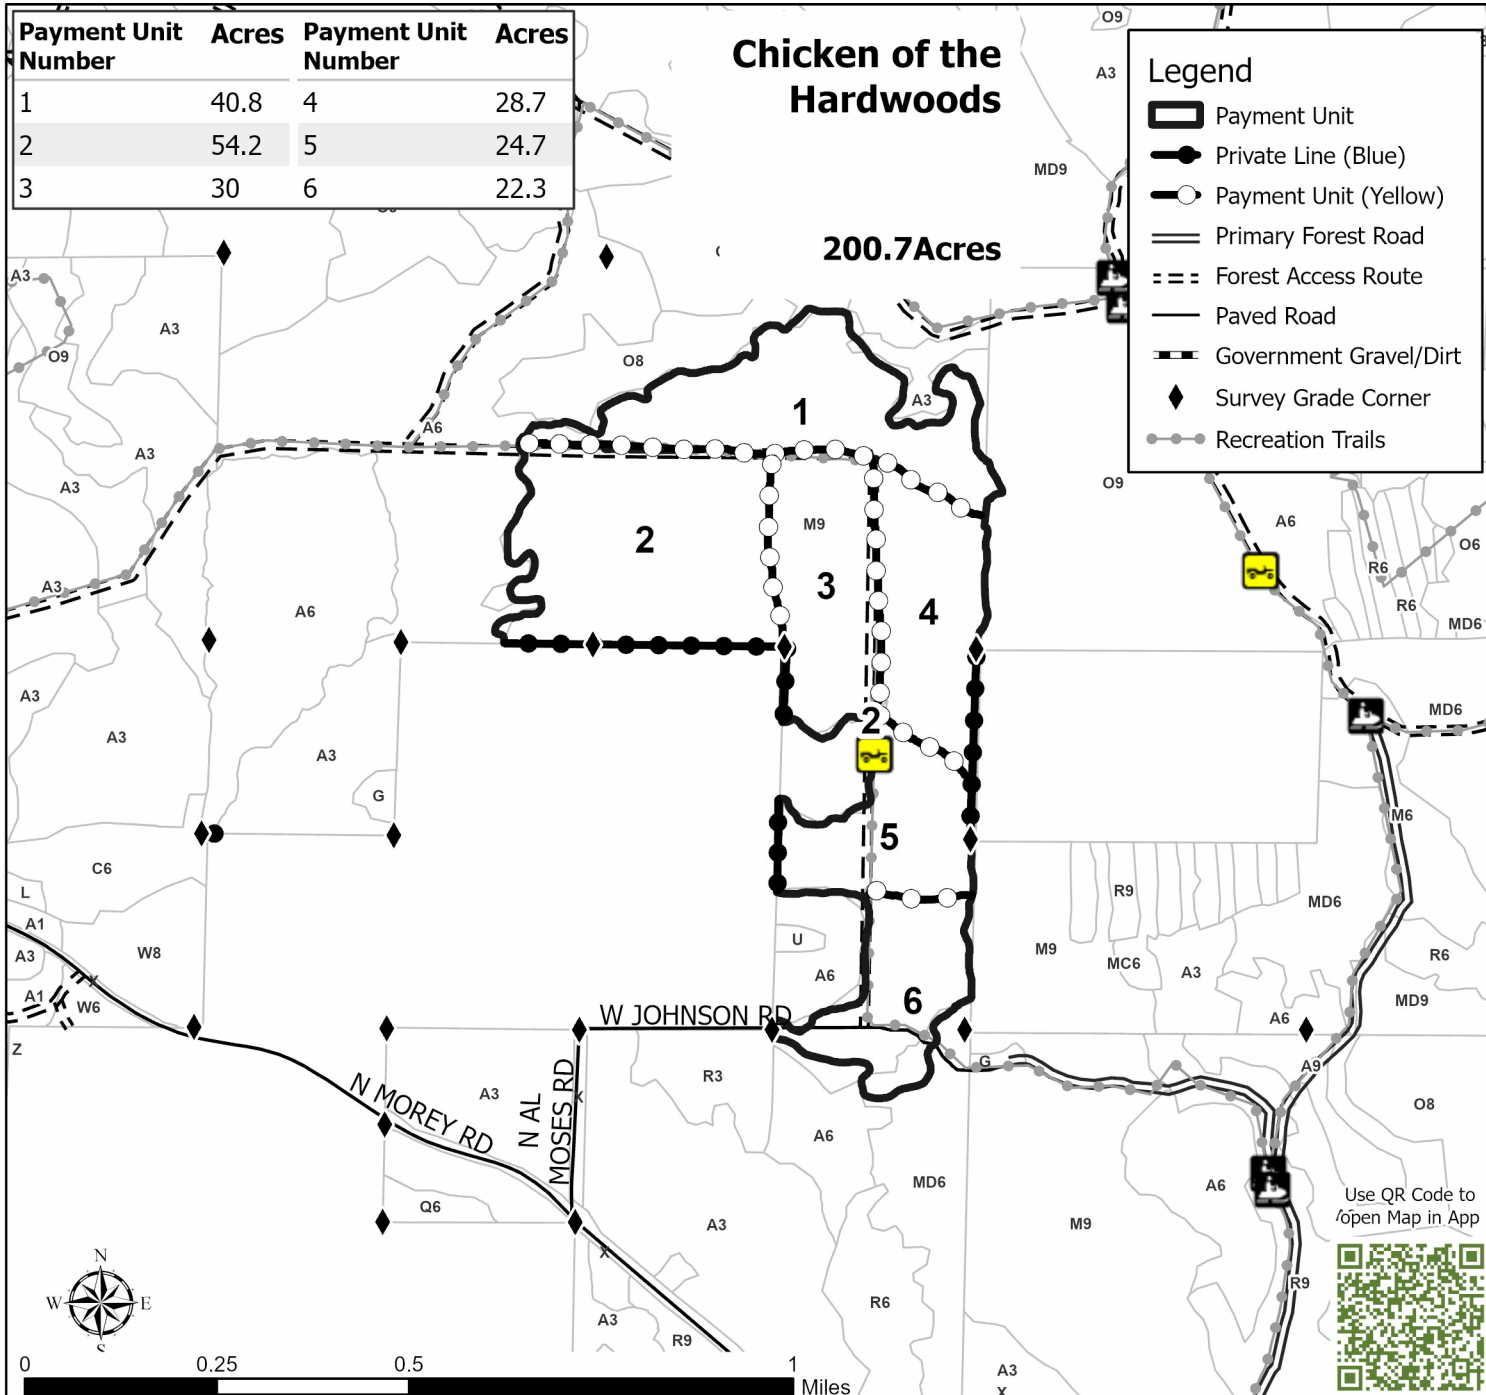 Payment Unit Number Acres Payment Unit Number Acres
1 40.8 4 28.7
2 54.2 5 24.7
3 30 6 22.3
Chicken of the
Hardwoods
200.7Acres
Legend
Payment Unit
Private Line (Blue)
Payment Unit (Yellow)
Primary Forest Road
Forest Access Route
Paved Road
Government Gravel/Dirt
Survey Grade Corner
Recreation Trails
O9
A3
MD9
A3
A3
O9
O8
A3
1
A6
A3
A3
O9
A6
O6
M9
2
R6
3
A3
A6
4
R6
MD6
A3
MD6
2
A3
A3
G
M6
5
C6
L
R9
MD6
A1
U
M9
A3
W8
A6
MC6
A3
R6
A1
X
W6
6
MD9
W JOHNSON RD
A6
Z
G
A9
R3
N MOREY RD
A3
N AL
MOSES RD
X
O8
A6
MD6
A6
Q6
A3
M9
X
R9
R6
A3
R9
A3
X
Use QR Code to
open Map in App
N
W E
S
0 0.25 0.5 1
Miles